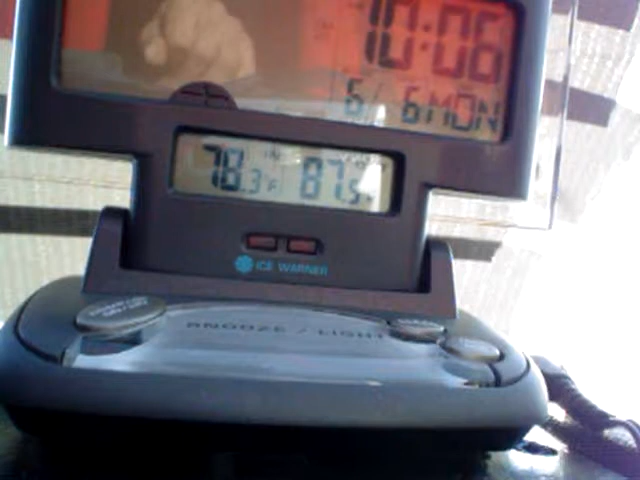 10:06
6/ 6 MON
78.3°F 87.5
ICE WARNER
SNOOZE / LIGHT